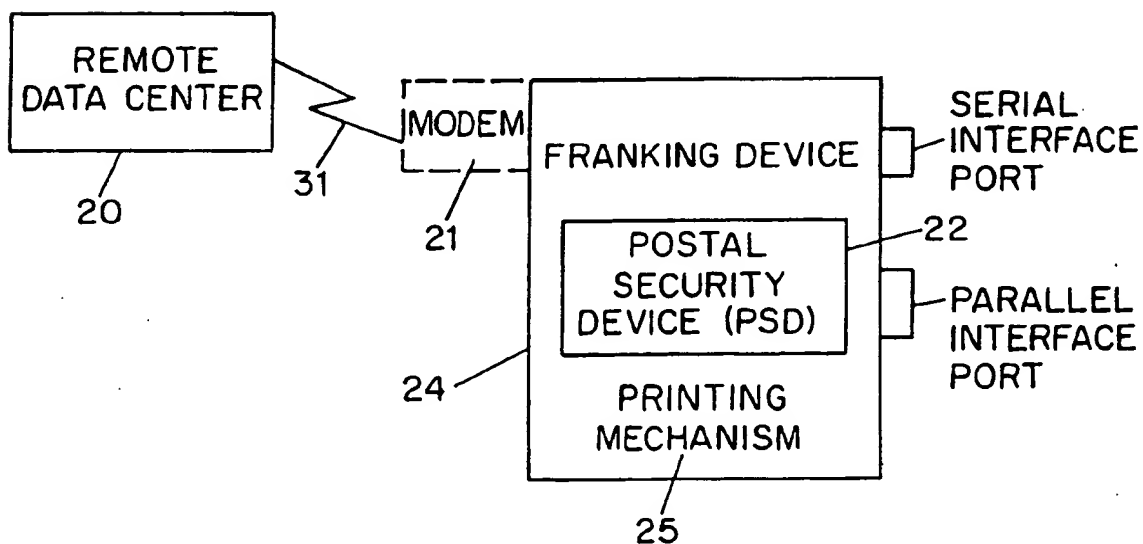 REMOTE
DATA CENTER
20
31
MODEM
21
FRANKING DEVICE
POSTAL
SECURITY
DEVICE (PSD)
22
24
PRINTING
MECHANISM
25
SERIAL
INTERFACE
PORT
PARALLEL
INTERFACE
PORT